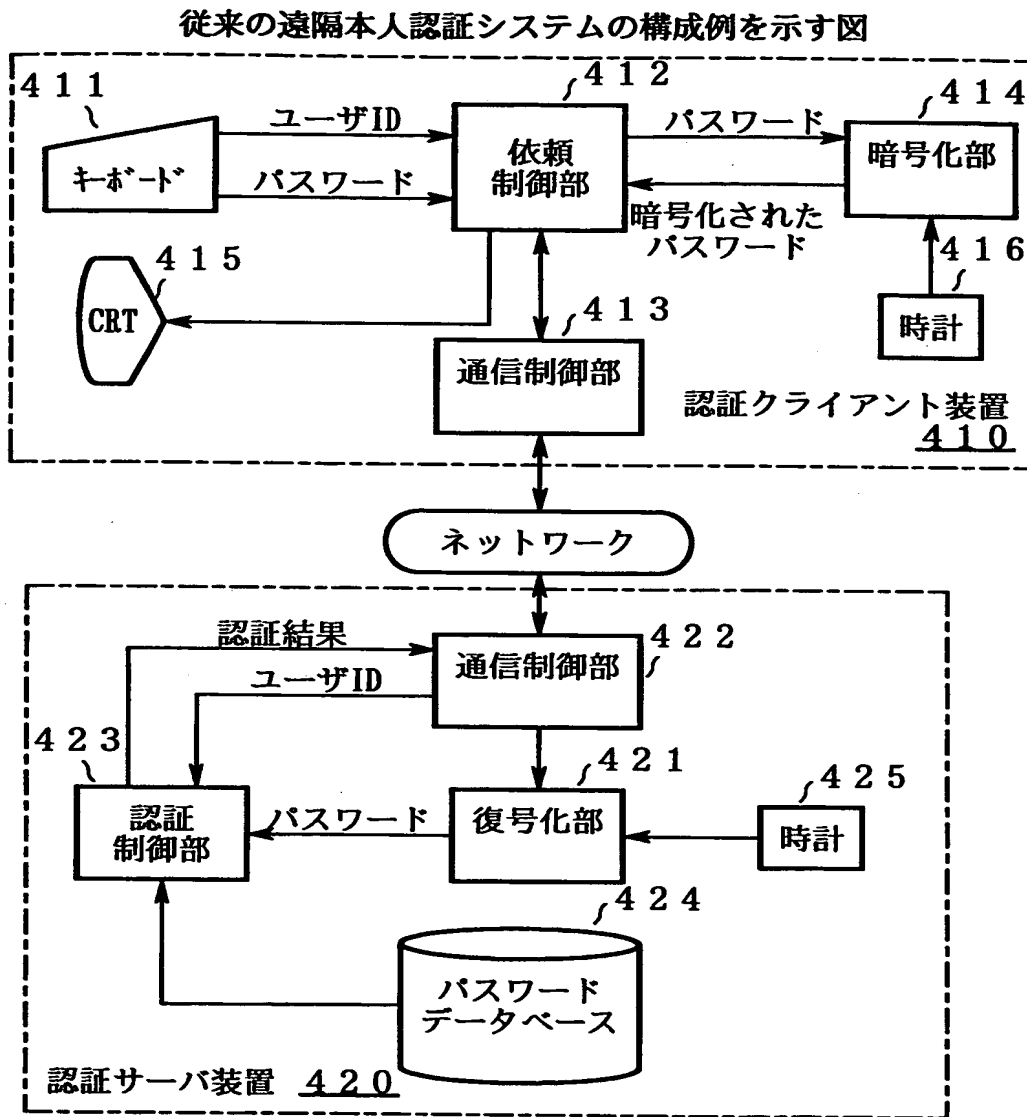 従来の遠隔本人認証システムの構成例を示す図
４１１
キーボード
ユーザID
パスワード
４１２
依頼
制御部
パスワード
暗号化された
パスワード
４１４
暗号化部
４１５
CRT
４１３
通信制御部
４１６
時計
認証クライアント装置
４１０
ネットワーク
認証結果
ユーザID
４２２
通信制御部
４２３
認証
制御部
パスワード
４２１
復号化部
４２５
時計
４２４
パスワード
データベース
認証サーバ装置 ４２０